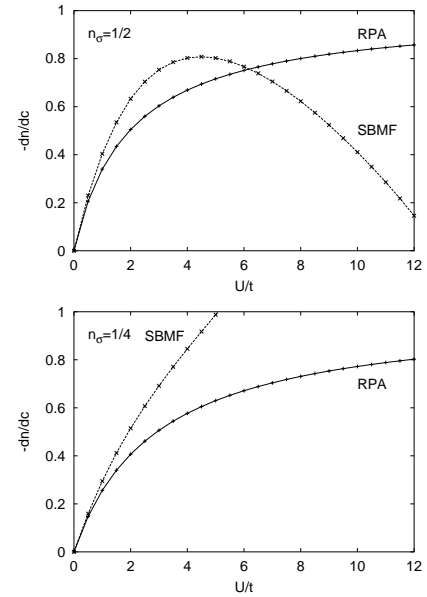 1
n_σ=1/2
RPA
0.8
0.6
SBMF
-dn/dc
0.4
0.2
0
0 2 4 6 8 10 12
U/t
1
n_σ=1/4
SBMF
0.8
RPA
0.6
-dn/dc
0.4
0.2
0
0 2 4 6 8 10 12
U/t